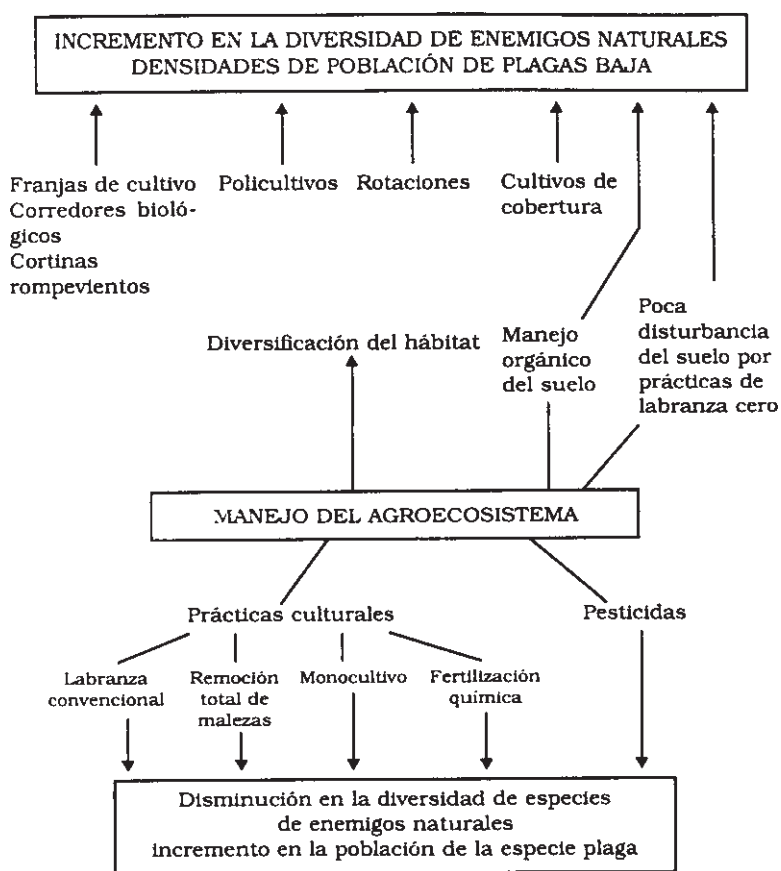 INCREMENTO EN LA DIVERSIDAD DE ENEMIGOS NATURALES
DENSIDADES DE POBLACIÓN DE PLAGAS BAJA
Franjas de cultivo
Corredores bioló-
gicos
Cortinas
rompevientos
Policultivos
Rotaciones
Cultivos de
cobertura
Diversificación del hábitat
Manejo
orgánico
del suelo
Poca
disturbancia
del suelo por
prácticas de
labranza cero
MANEJO DEL AGROECOSISTEMA
Prácticas culturales
Pesticidas
Labranza
convencional
Remoción
total de
malezas
Monocultivo
Fertilización
química
Disminución en la diversidad de especies
de enemigos naturales
incremento en la población de la especie plaga